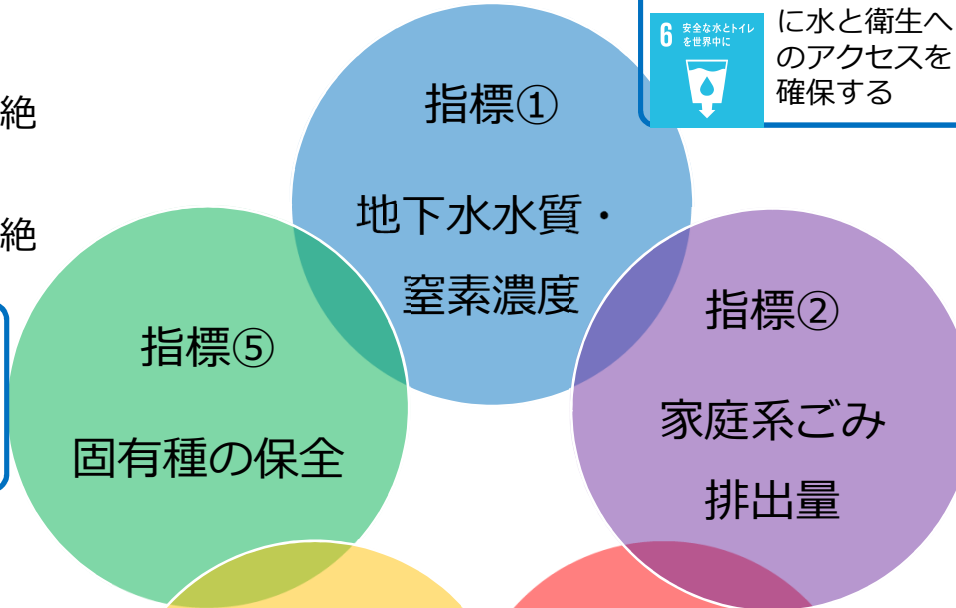 に水と衛生へ
のアクセスを
確保する
6 安全な水とトイレ
を世界中に
絶
絶
指標①
地下水水質・
窒素濃度
指標②
家庭系ごみ
排出量
指標⑤
固有種の保全